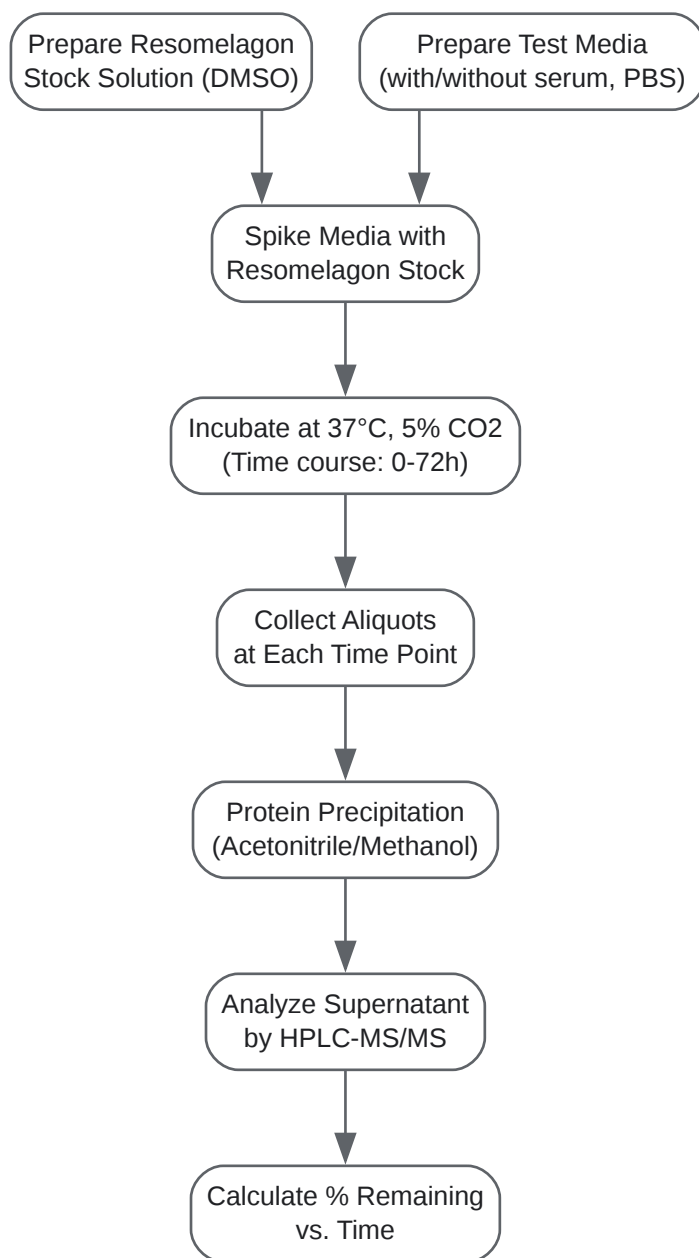 Prepare Resomelagon
Stock Solution (DMSO)
Prepare Test Media
(with/without serum, PBS)
Spike Media with
Resomelagon Stock
Incubate at 37°C, 5% CO2
(Time course: 0-72h)
Collect Aliquots
at Each Time Point
Protein Precipitation
(Acetonitrile/Methanol)
Analyze Supernatant
by HPLC-MS/MS
Calculate % Remaining
vs. Time